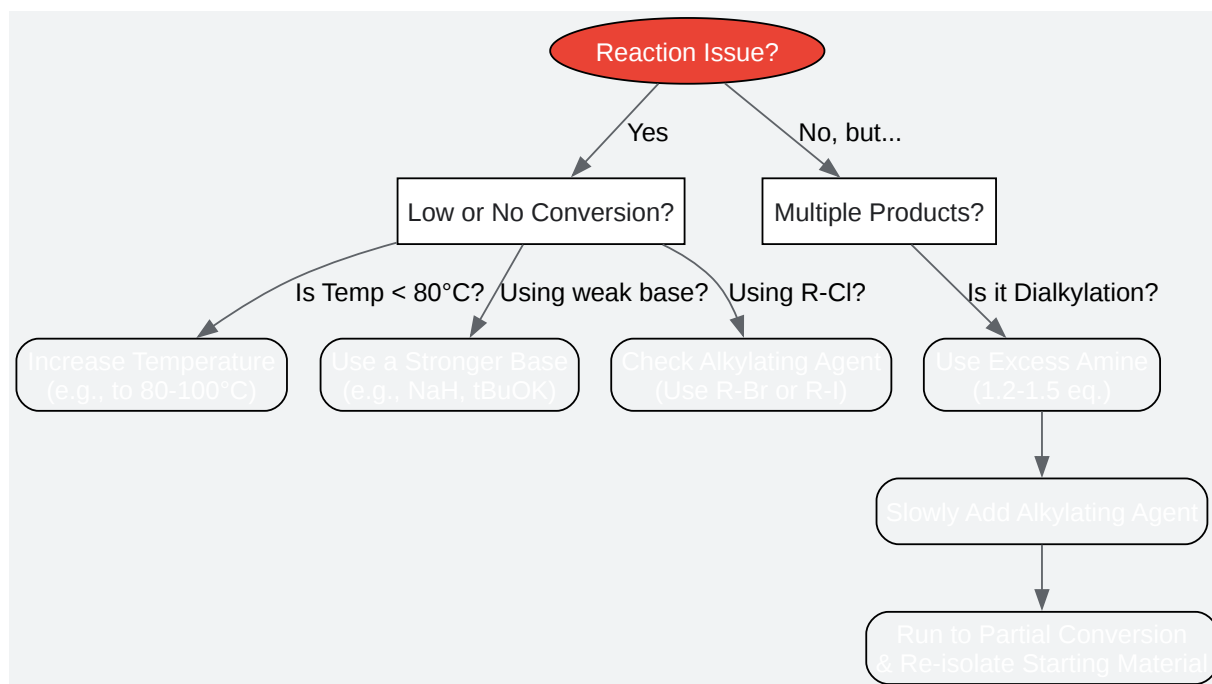 Reaction Issue?
Yes
No, but...
Low or No Conversion?
Multiple Products?
Is Temp < 80°C?
Using weak base?
Using R-Cl?
Is it Dialkylation?
Increase Temperature
(e.g., to 80-100°C)
Use a Stronger Base
(e.g., NaH, tBuOK)
Check Alkylating Agent
(Use R-Br or R-I)
Use Excess Amine
(1.2-1.5 eq.)
Slowly Add Alkylating Agent
Run to Partial Conversion
& Re-isolate Starting Material